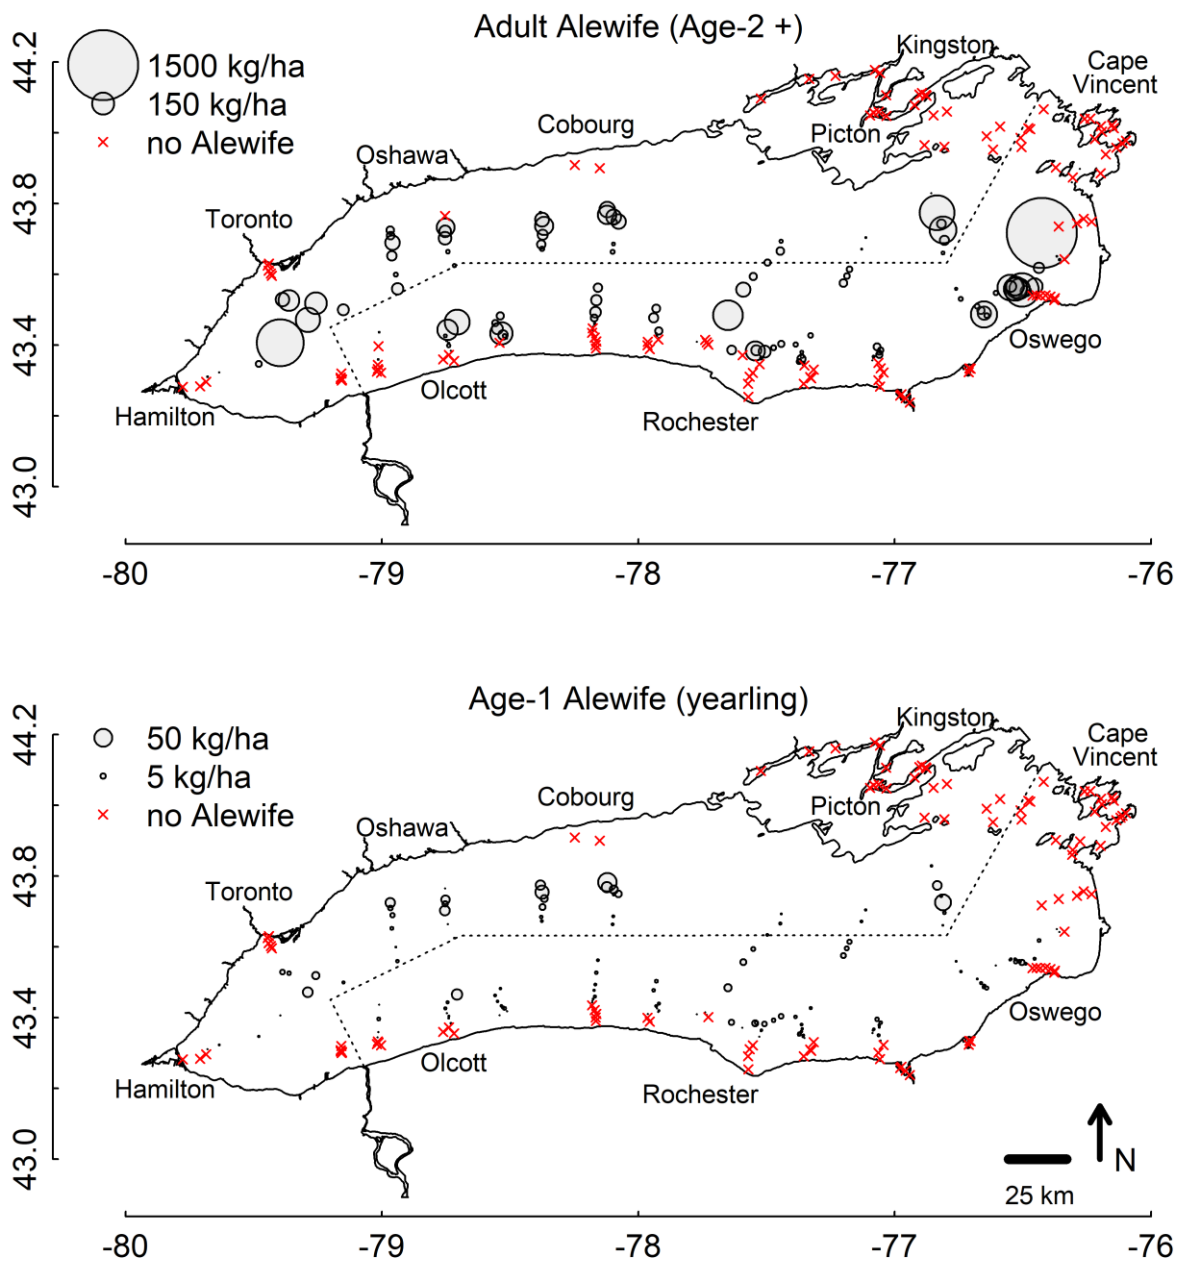 Adult Alewife (Age-2 +)
1500 kg/ha
150 kg/ha
no Alewife
Kingston
Cape
Vincent
Cobourg
Picton
Oshawa
Toronto
Oswego
Olcott
Hamilton
Rochester
44.2
43.8
43.4
43.0
-80
-79
-78
-77
-76
Age-1 Alewife (yearling)
50 kg/ha
5 kg/ha
no Alewife
Kingston
Cape
Vincent
Cobourg
Picton
Oshawa
Toronto
Oswego
Olcott
Hamilton
Rochester
44.2
43.8
43.4
43.0
N
25 km
-80
-79
-78
-77
-76